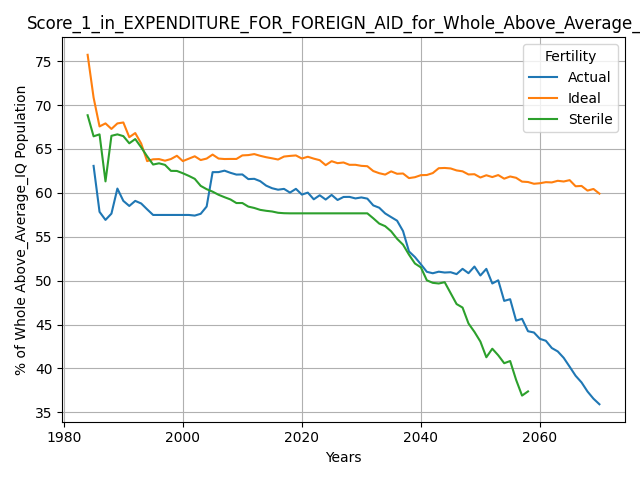 Score_1_in_EXPENDITURE_FOR_FOREIGN_AID_for_Whole_Above_Average_
Fertility
Actual
Ideal
Sterile
% of Whole Above_Average_IQ Population
75
70
65
60
55
50
45
40
35
1980
2000
2020
2040
2060
Years